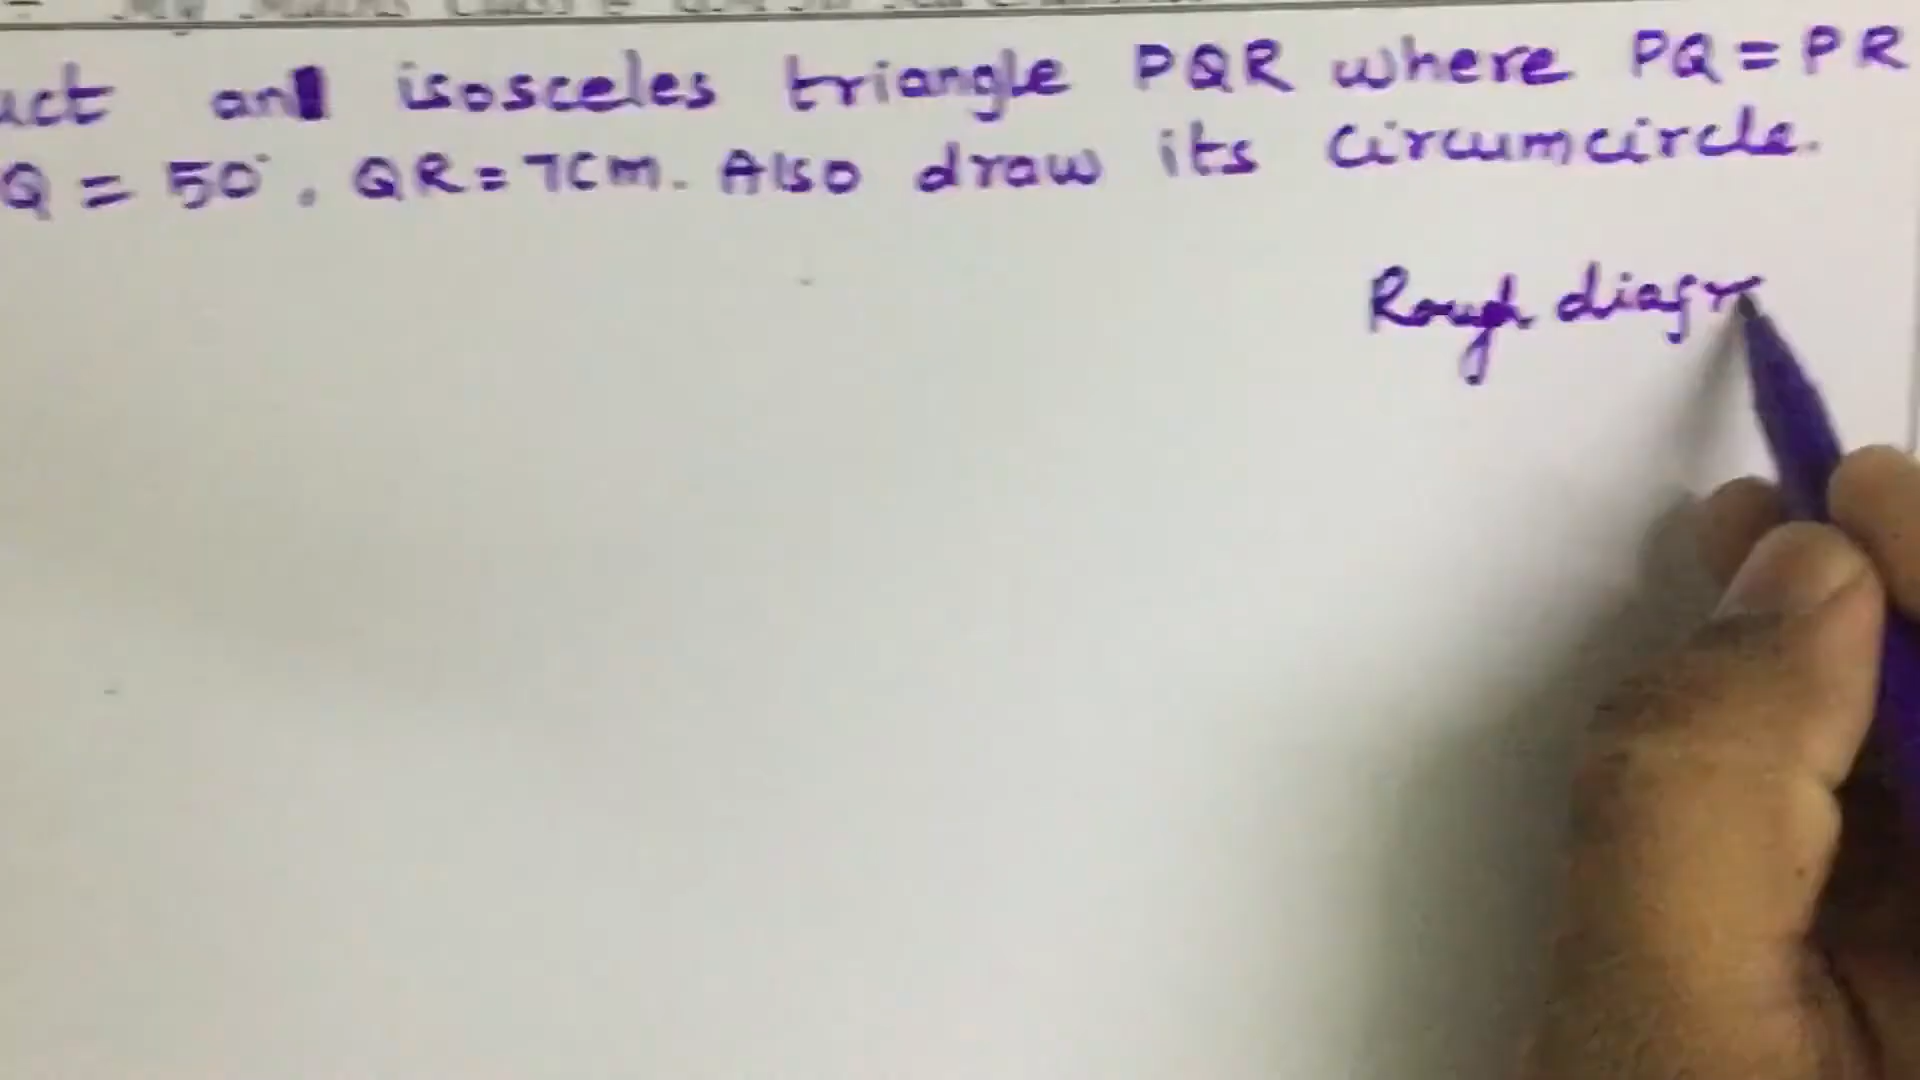 uct an isosceles triangle PQR where PQ = PR
Q = 50°. QR = 7cm. Also draw its circumcircle.
Rough diagr